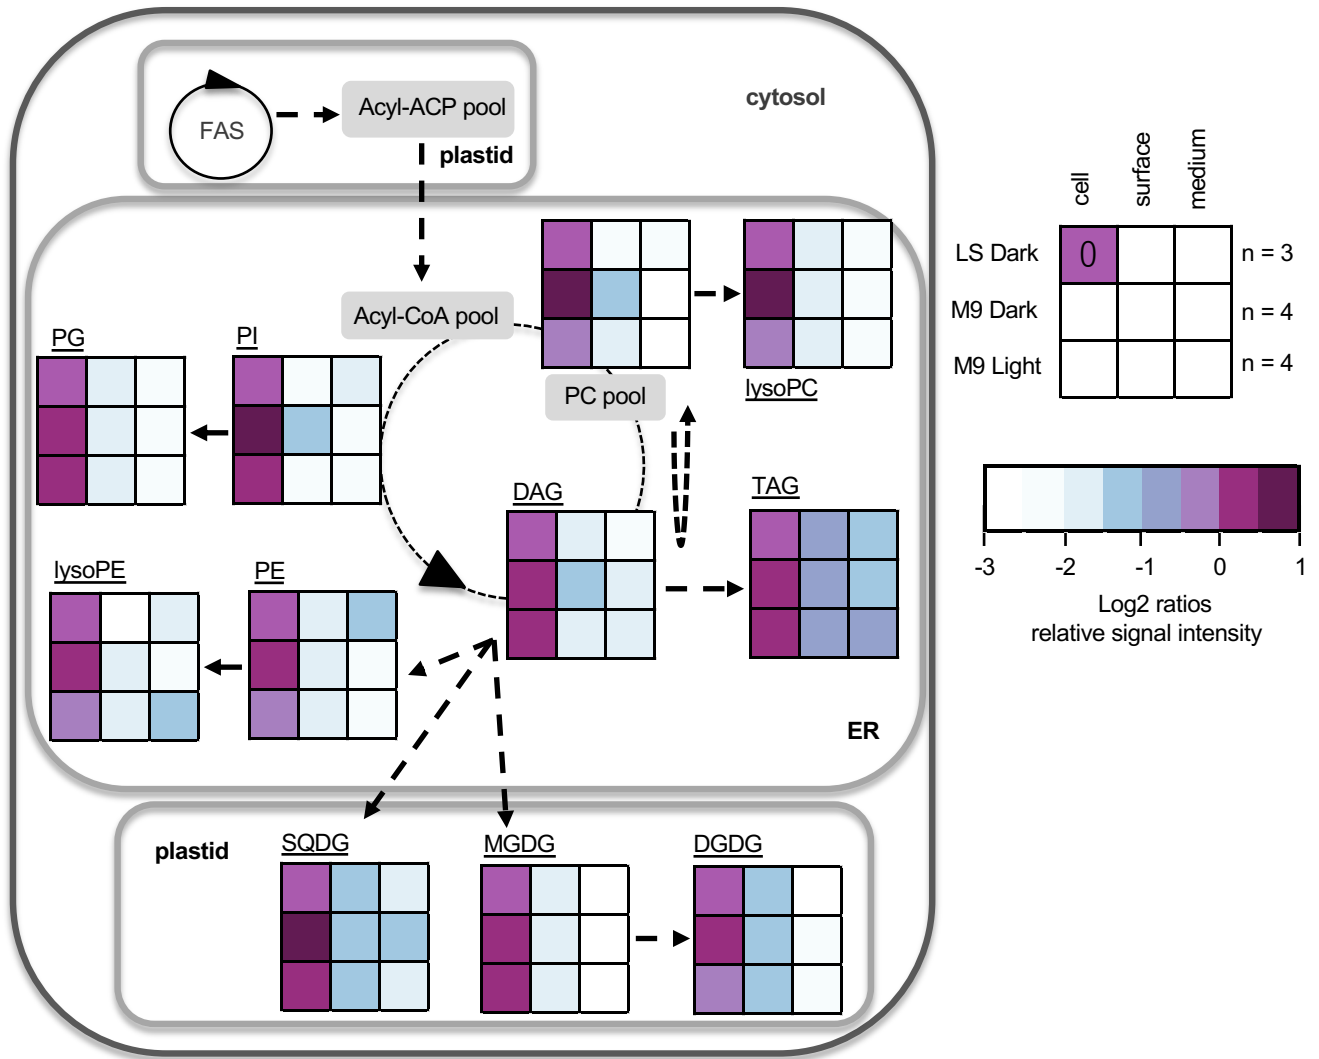 FAS
Acyl-ACP pool
plastid
cytosol
cell
surface
medium
LS Dark
0
n = 3
M9 Dark
n = 4
M9 Light
n = 4
Acyl-CoA pool
PG
PI
PC pool
lysoPC
DAG
TAG
lysoPE
PE
-3
-2
-1
0
1
Log2 ratios
relative signal intensity
ER
plastid
SQDG
MGDG
DGDG